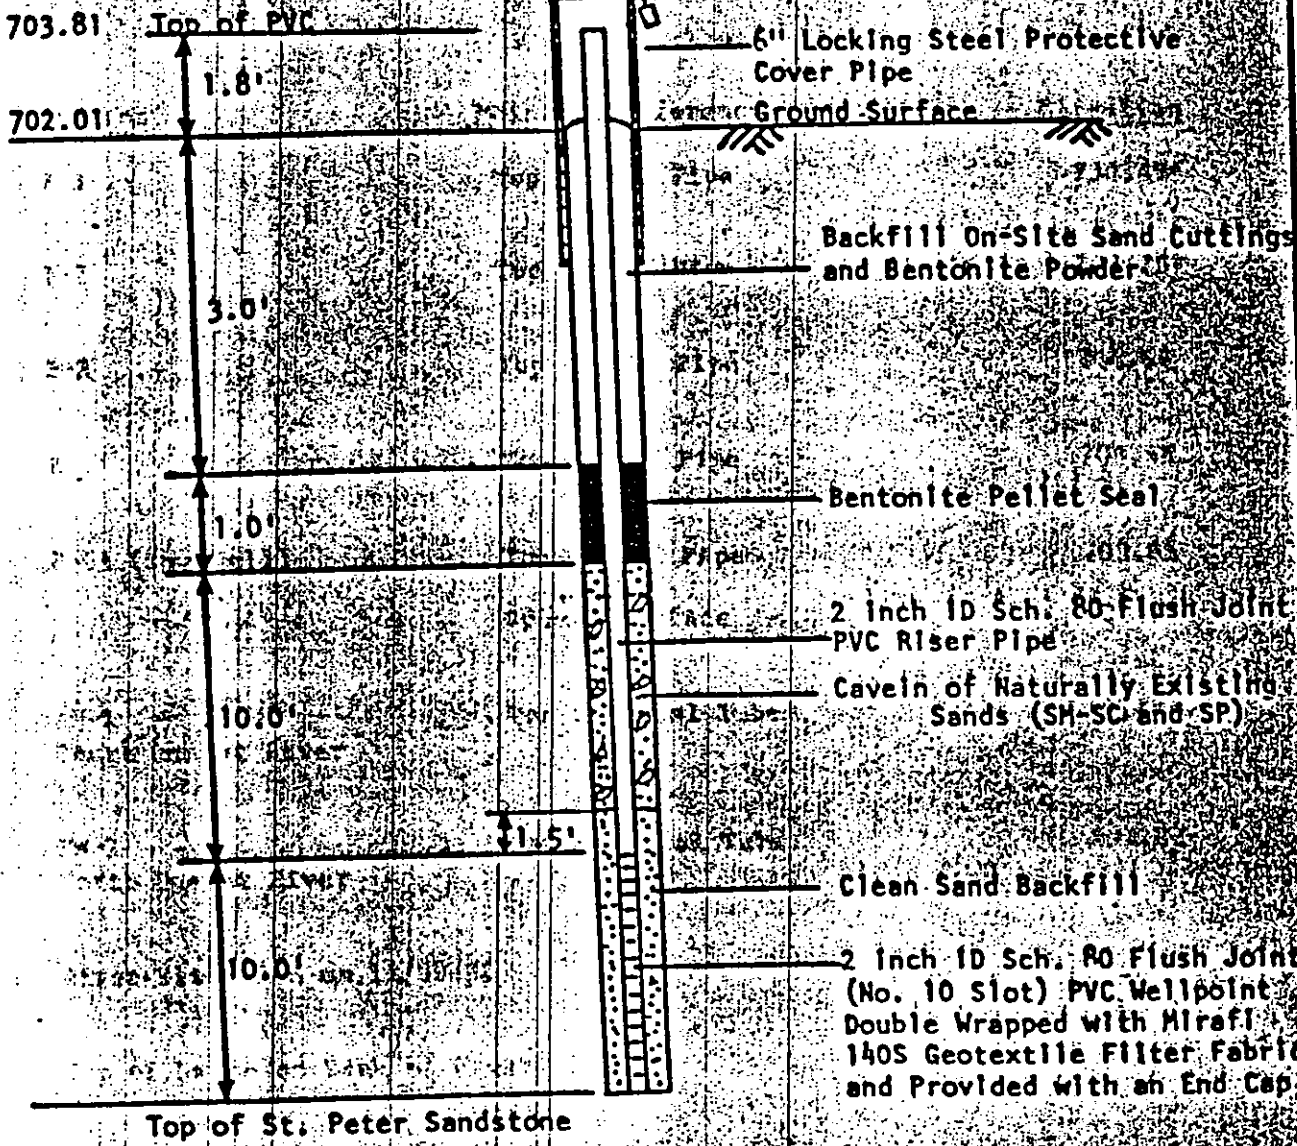 703.81 Top of PVC
1.8'
6" Locking Steel Protective
Cover Pipe
702.01
Ground Surface
Backfill On-Site Sand Cuttings
and Bentonite Powder
3.0'
Bentonite Pellet Seal
1.0'
2 inch ID Sch. 80 Flush Joint
PVC Riser Pipe
Cavein of Naturally Existing
Sands (SM-SC and SP)
10.0'
1.5'
Clean Sand Backfill
10.0'
2 inch ID Sch. 80 Flush Joint
(No. 10 Slot) PVC Wellpoint
Double Wrapped with Mirafi
140S Geotextile Filter Fabric
and Provided with an End Cap
Top of St. Peter Sandstone